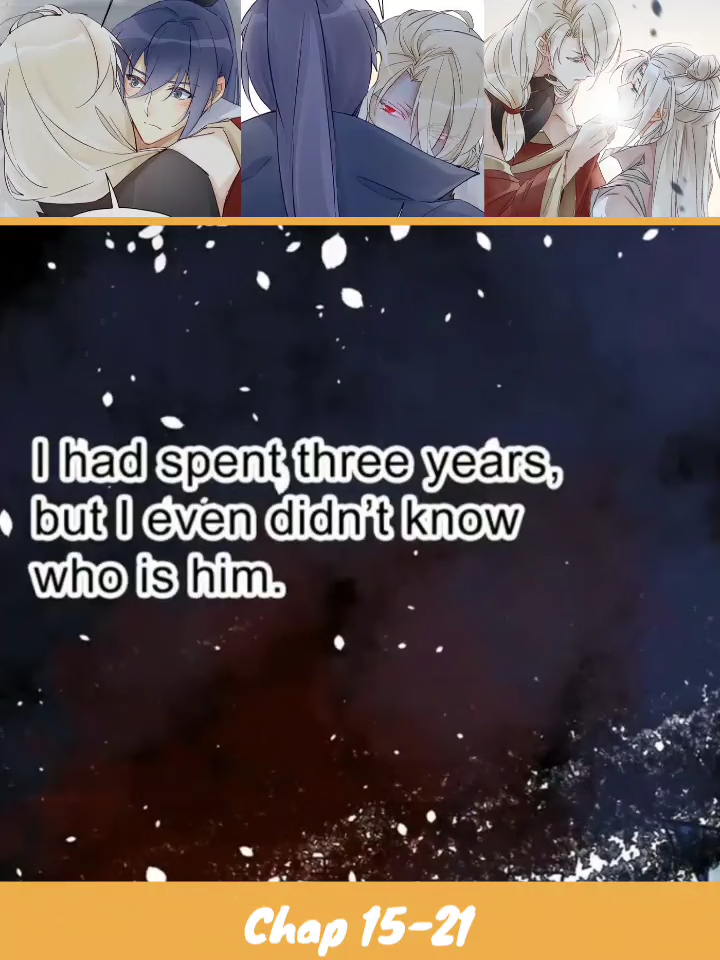 I had spent three years,
but I even didn't know
who is him.
Chap 15-21